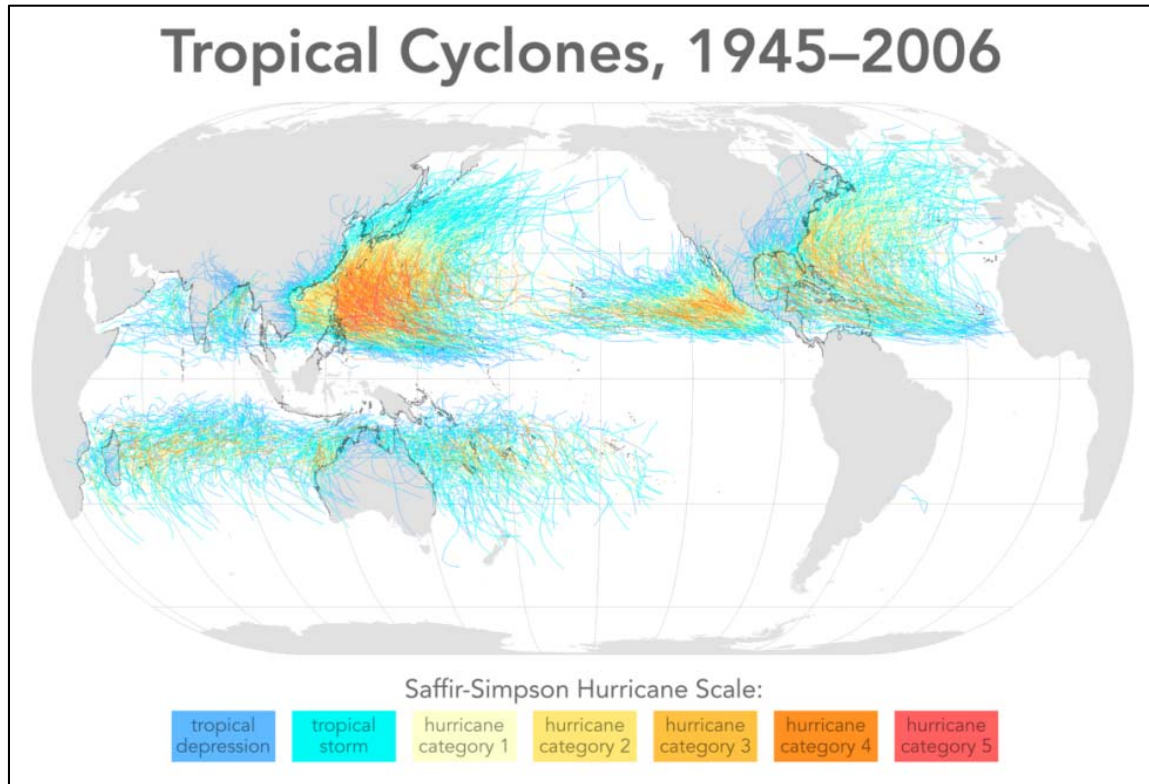 Tropical Cyclones, 1945–2006
Saffir-Simpson Hurricane Scale:
tropical depression
tropical storm
hurricane category 1
hurricane category 2
hurricane category 3
hurricane category 4
hurricane category 5